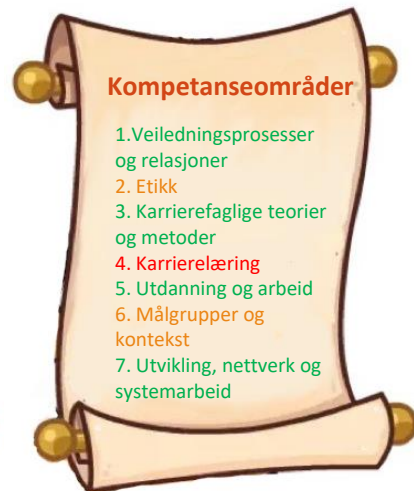 Kompetanseområder
1.Veiledningsprosesser
og relasjoner
2. Etikk
3. Karrierefaglige teorier
og metoder
4. Karrierelæring
5. Utdanning og arbeid
6. Målgrupper og
kontekst
7. Utvikling, nettverk og
systemarbeid